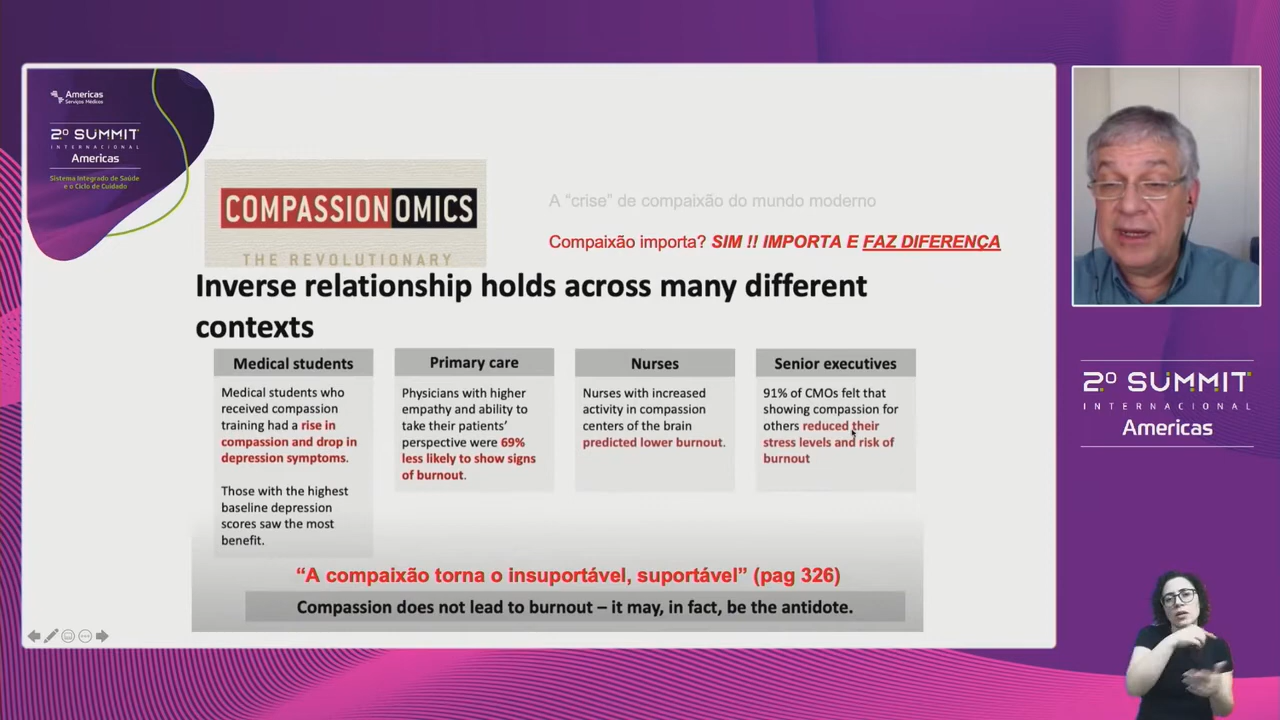 Americas
Serviços Médicos
2º SUMMIT
INTERNACIONAL
Americas
Sistema Integrado de Saúde
e o Ciclo de Cuidado
COMPASSIONOMICS
THE REVOLUTIONARY
A “crise” de compaixão do mundo moderno
Compaixão importa? SIM !! IMPORTA E FAZ DIFERENÇA
Inverse relationship holds across many different
contexts
Medical students
Medical students who
received compassion
training had a rise in
compassion and drop in
depression symptoms.
Those with the highest
baseline depression
scores saw the most
benefit.
Primary care
Physicians with higher
empathy and ability to
take their patients’
perspective were 69%
less likely to show signs
of burnout.
Nurses
Nurses with increased
activity in compassion
centers of the brain
predicted lower burnout.
Senior executives
91% of CMOs felt that
showing compassion for
others reduced their
stress levels and risk of
burnout
“A compaixão torna o insuportável, suportável” (pag 326)
Compassion does not lead to burnout – it may, in fact, be the antidote.
2º SUMMIT
INTERNACIONAL
Americas